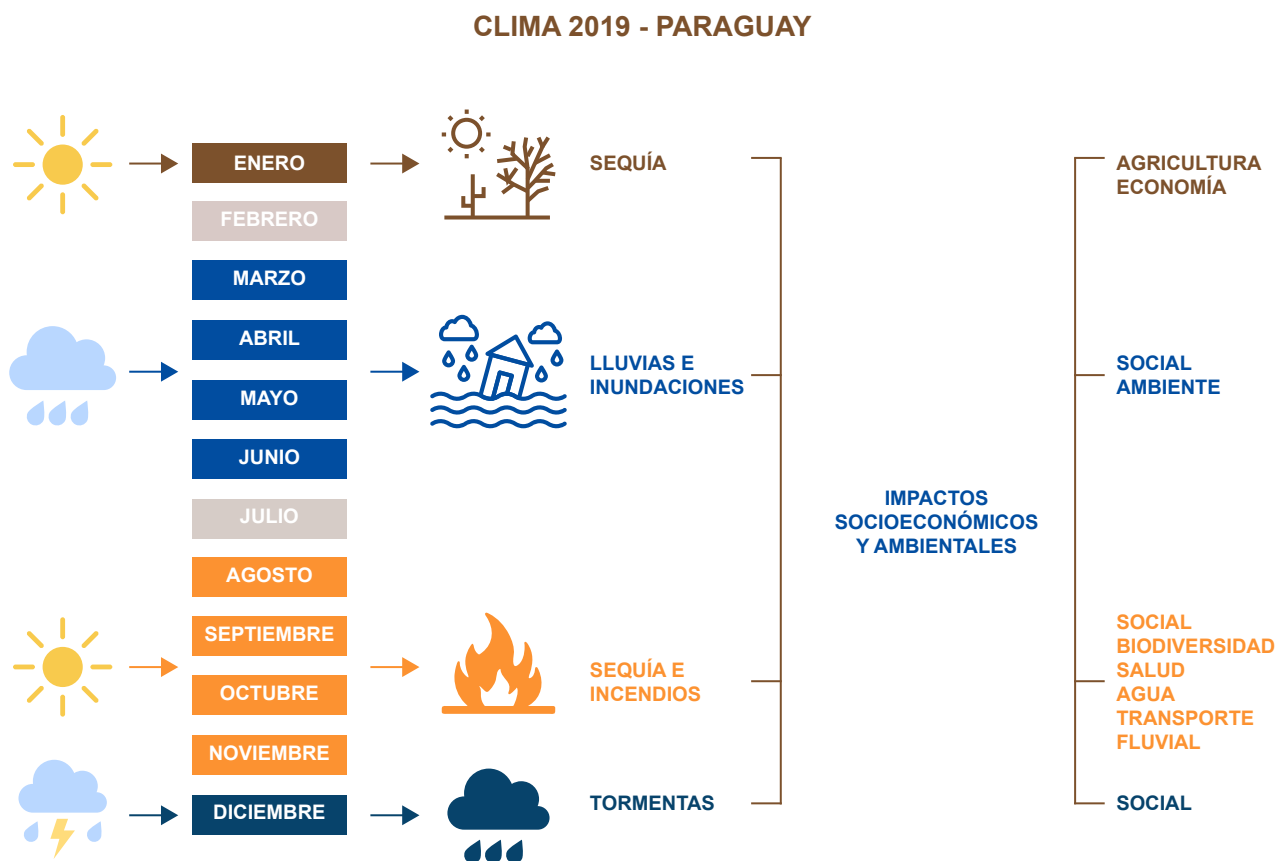 CLIMA 2019 - PARAGUAY
ENERO
FEBRERO
MARZO
ABRIL
MAYO
JUNIO
JULIO
AGOSTO
SEPTIEMBRE
OCTUBRE
NOVIEMBRE
DICIEMBRE
SEQUÍA
LLUVIAS E
INUNDACIONES
SEQUÍA E
INCENDIOS
TORMENTAS
IMPACTOS
SOCIOECONÓMICOS
Y AMBIENTALES
AGRICULTURA
ECONOMÍA
SOCIAL
AMBIENTE
SOCIAL
BIODIVERSIDAD
SALUD
AGUA
TRANSPORTE
FLUVIAL
SOCIAL